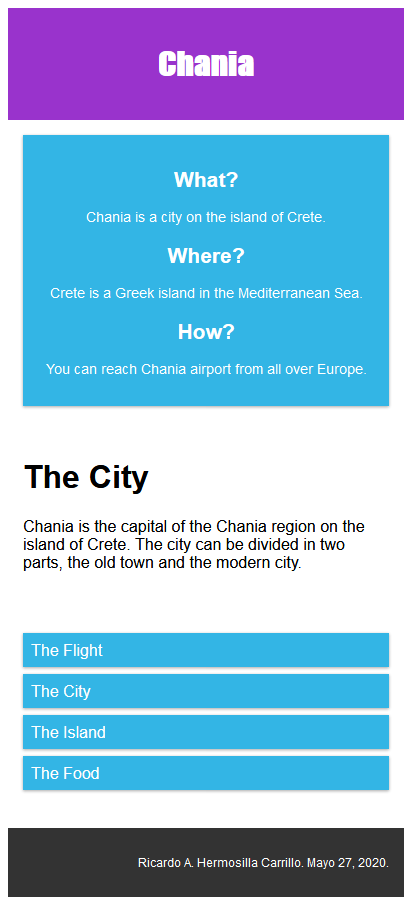 Chania
What?
Chania is a city on the island of Crete.
Where?
Crete is a Greek island in the Mediterranean Sea.
How?
You can reach Chania airport from all over Europe.
The City
Chania is the capital of the Chania region on the
island of Crete. The city can be divided in two
parts, the old town and the modern city.
The Flight
The City
The Island
The Food
Ricardo A. Hermosilla Carrillo. Mayo 27, 2020.